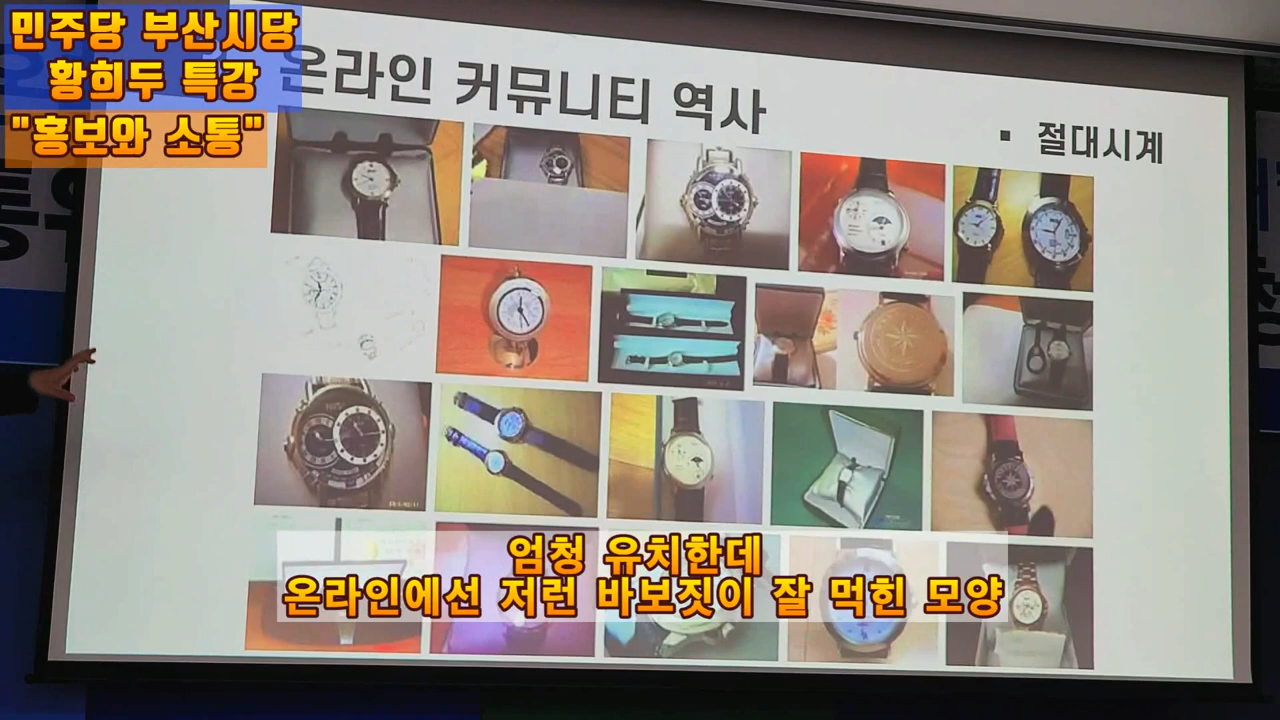 민주당 부산시당
황희두 특강
"홍보와 소통"
온라인 커뮤니티 역사
▪ 절대시계
엄청 유치한데
온라인에선 저런 바보짓이 잘 먹힌 모양